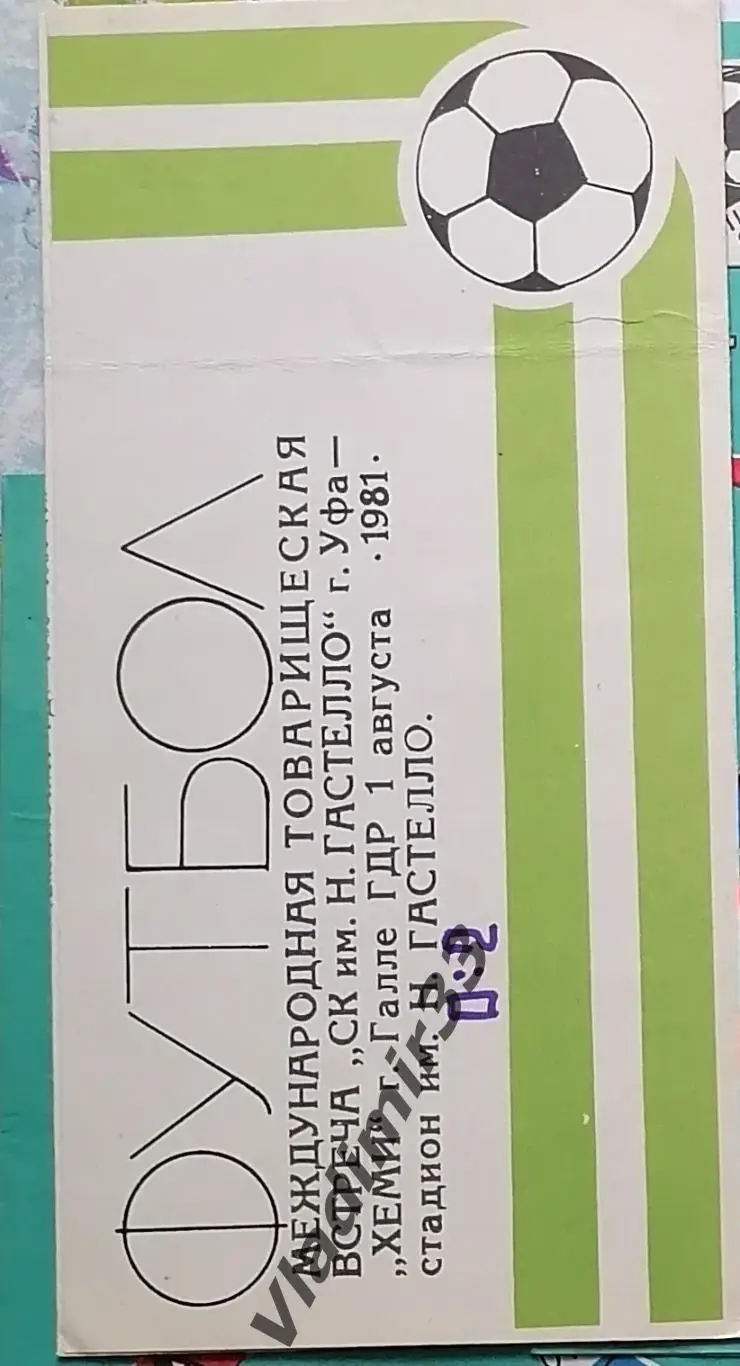 ФУТБОЛ
МЕЖДУНАРОДНАЯ ТОВАРИЩЕСКАЯ
ВСТРЕЧА „СК им. Н. ГАСТЕЛЛО“ г. Уфа—
„ХЕМИ“ г. Галле ГДР 1 августа ·1981·
стадион им. Н. ГАСТЕЛЛО.
0:2
Vladimir33